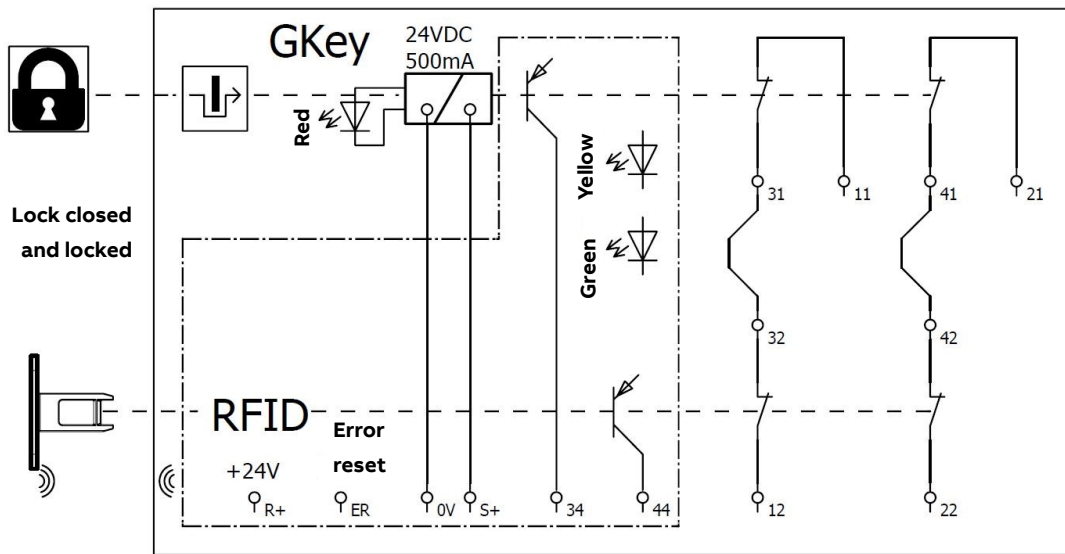 GKey
24VDC
500mA
Red
Yellow
Green
31
11
41
21
Lock closed
and locked
32
42
RFID
Error
reset
+24V
R+
ER
0V
S+
34
44
12
22